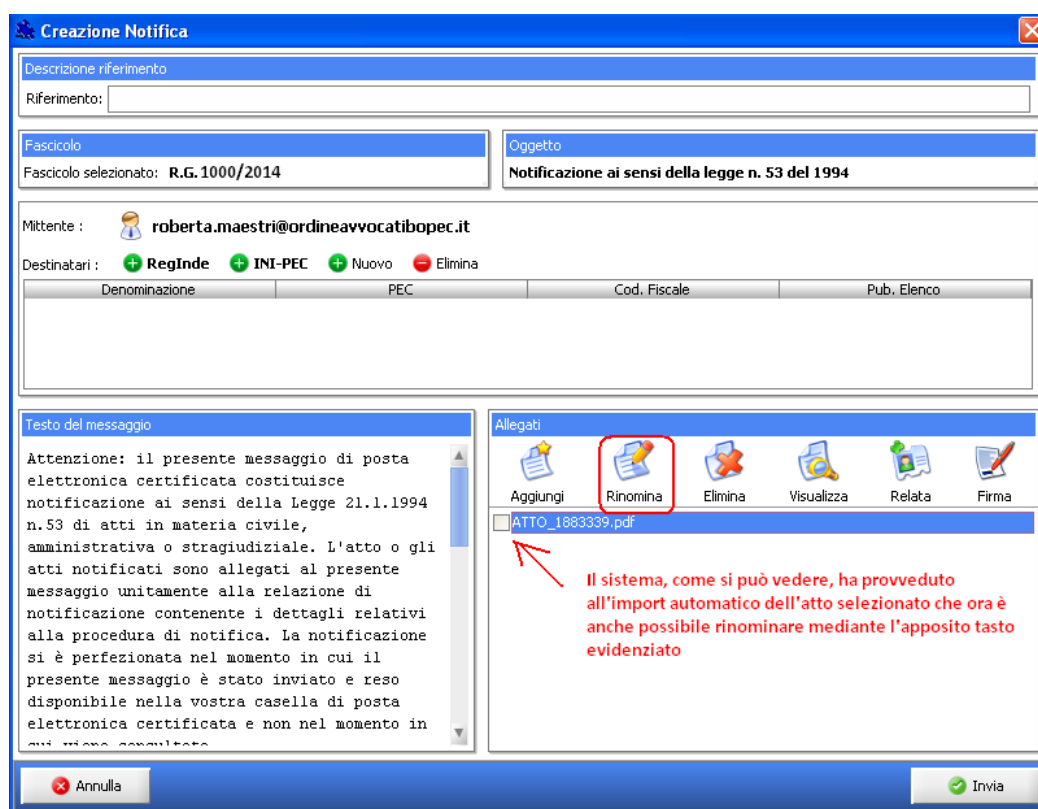 Creazione Notifica
Descrizione riferimento
Riferimento:
Fascicolo
Fascicolo selezionato: R.G. 1000/2014
Oggetto
Notificazione ai sensi della legge n. 53 del 1994
Mittente : roberta.maestri@ordineavvocatibopec.it
Destinatari : RegInde INI-PEC Nuovo Elimina
Denominazione PEC Cod. Fiscale Pub. Elenco
Testo del messaggio
Attenzione: il presente messaggio di posta
elettronica certificata costituisce
notificazione ai sensi della Legge 21.1.1994
n.53 di atti in materia civile,
amministrativa o stragiudiziale. L'atto o gli
atti notificati sono allegati al presente
messaggio unitamente alla relazione di
notificazione contenente i dettagli relativi
alla procedura di notifica. La notificazione
si è perfezionata nel momento in cui il
presente messaggio è stato inviato e reso
disponibile nella vostra casella di posta
elettronica certificata e non nel momento in
Allegati
Aggiungi Rinomina Elimina Visualizza Relata Firma
ATTO_1883339.pdf
Il sistema, come si può vedere, ha provveduto
all'import automatico dell'atto selezionato che ora è
anche possibile rinominare mediante l'apposito tasto
evidenziato
Annulla
Invia